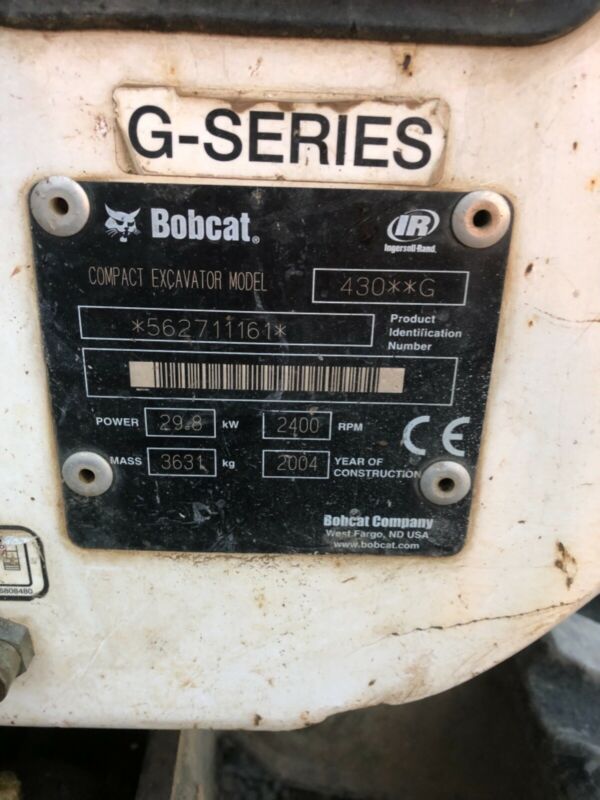 G-SERIES
Bobcat®
IR
Ingersoll-Rand®
COMPACT EXCAVATOR MODEL 430**G
*562711161*
Product
Identification
Number
POWER 29.8 kW 2400 RPM
CE
MASS 3631 kg 2004 YEAR OF
CONSTRUCTION
Bobcat Company
West Fargo, ND USA
www.bobcat.com
6808480